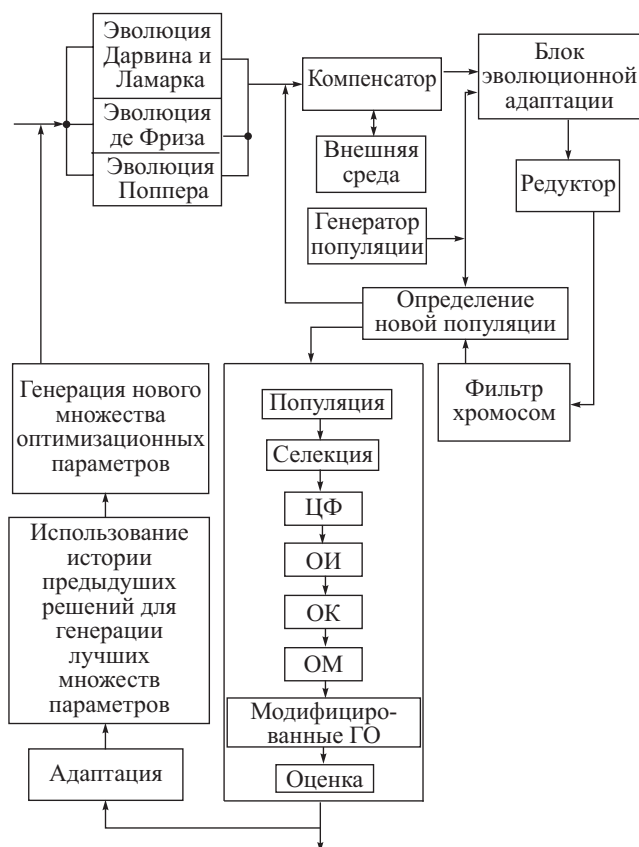 Эволюция
Дарвина и
Ламарка
Эволюция
де Фриза
Эволюция
Поппера
Компенсатор
Внешняя
среда
Блок
эволюционной
адаптации
Редуктор
Генератор
популяции
Определение
новой популяции
Фильтр
хромосом
Генерация нового
множества
оптимизационных
параметров
Использование
истории
предыдуших
решений для
генерации
лучших
множеств
параметров
Адаптация
Популяция
Селекция
ЦФ
ОИ
ОК
ОМ
Модифициро-
ванные ГО
Оценка